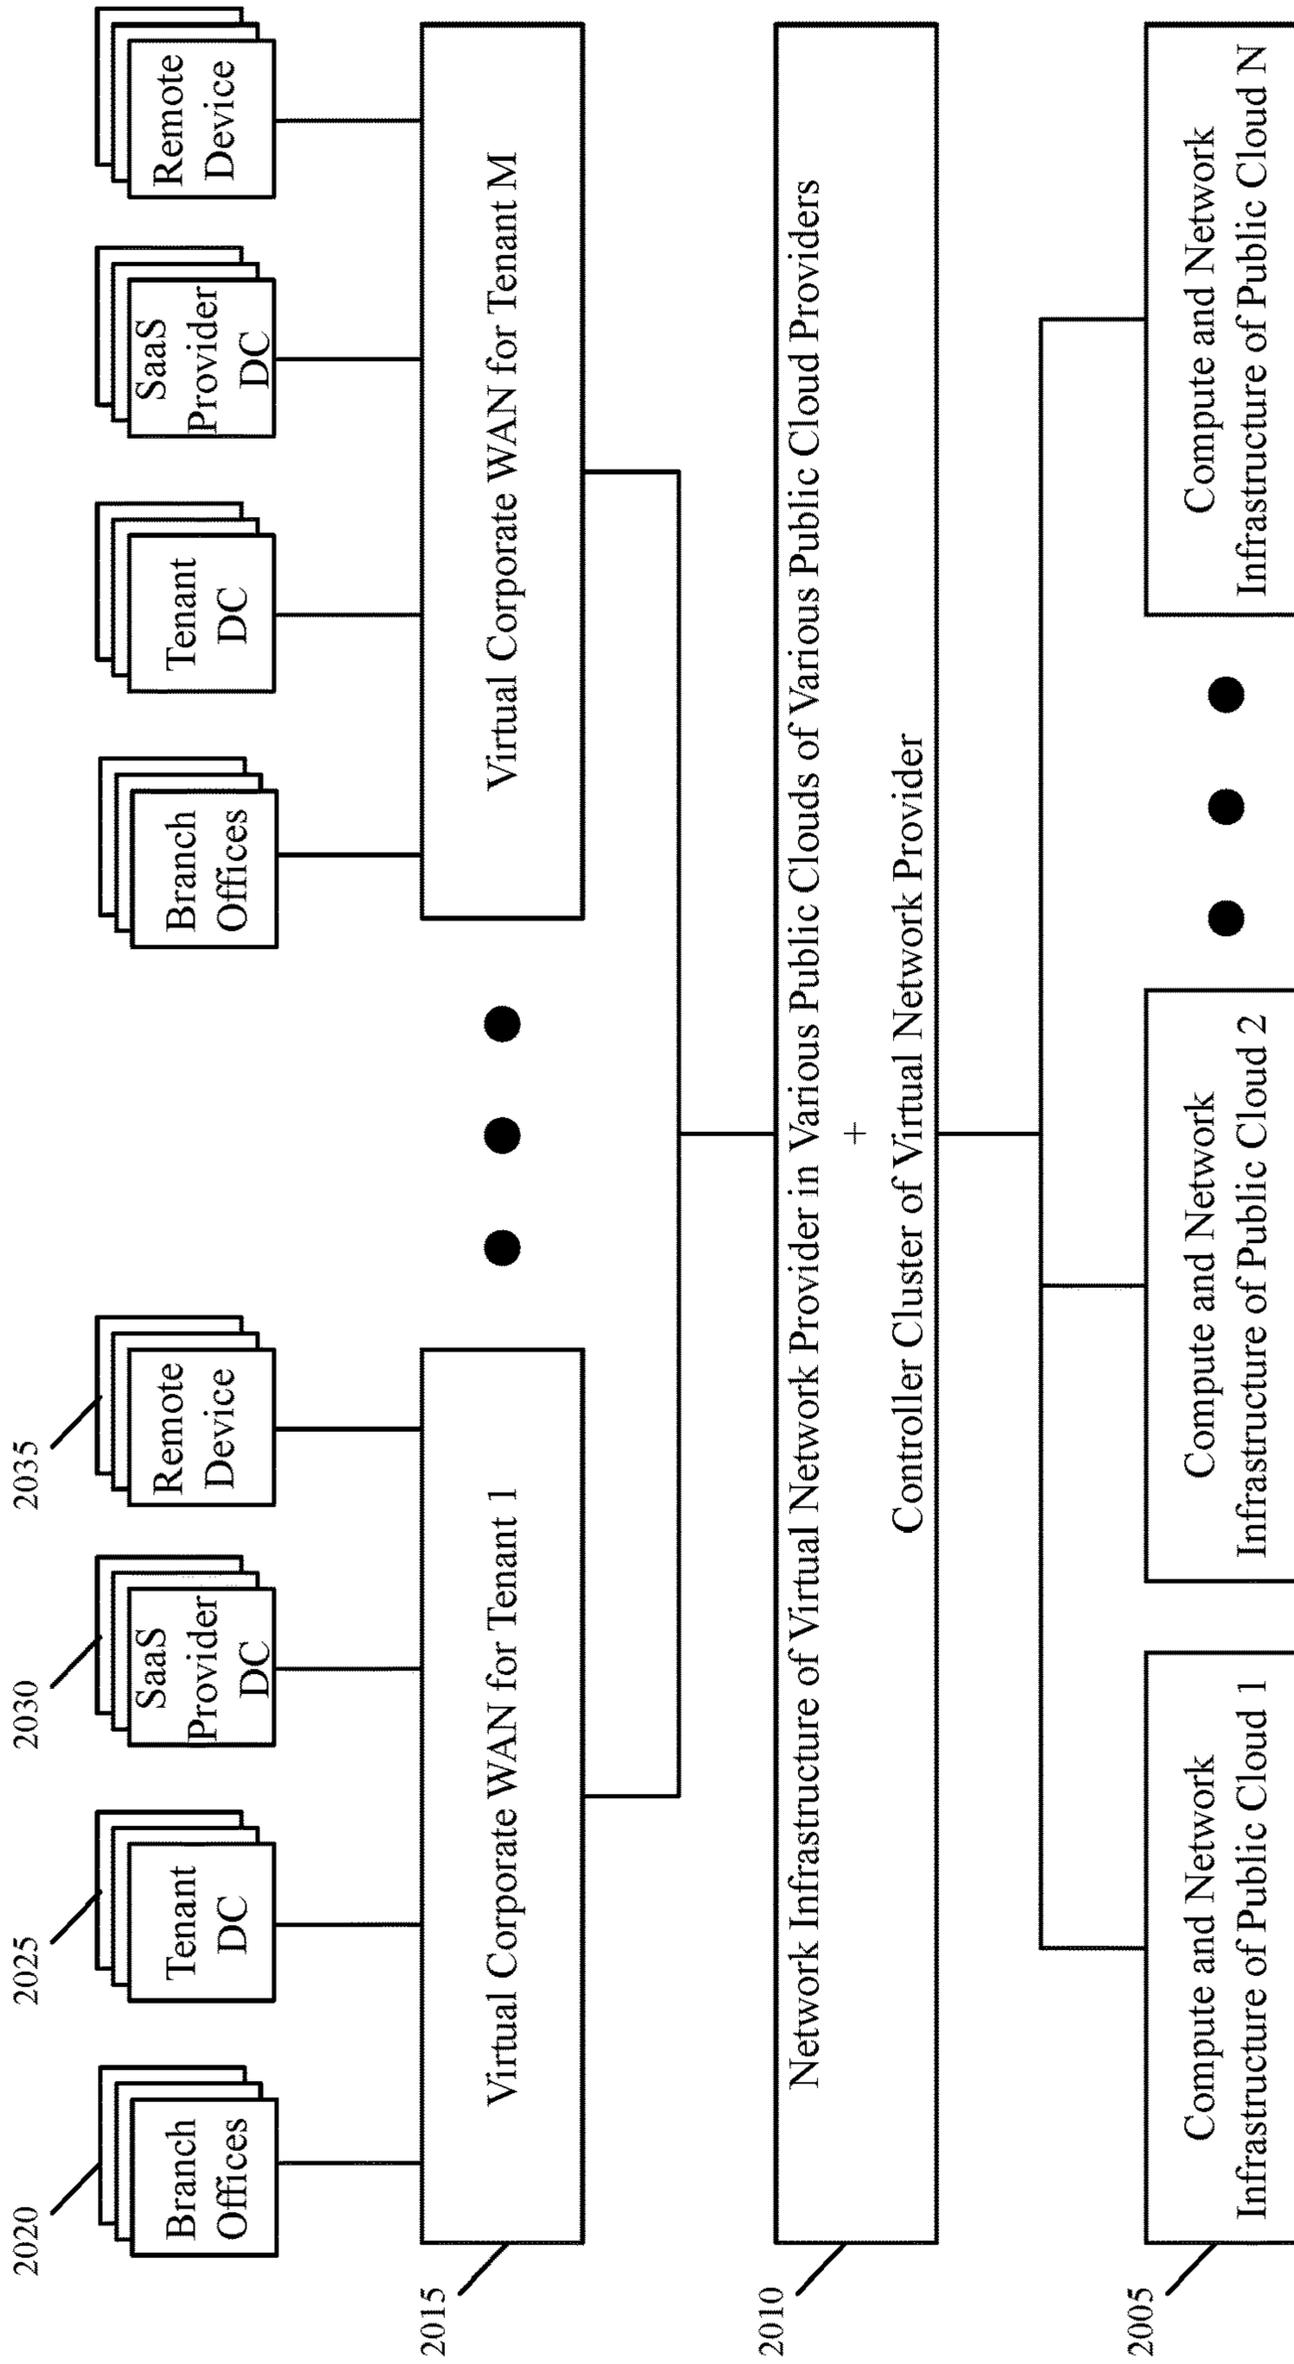 2020
2025
2030
2035
Branch
Offices
Tenant
DC
SaaS
Provider
DC
Remote
Device
Branch
Offices
Tenant
DC
SaaS
Provider
DC
Remote
Device
2015
Virtual Corporate WAN for Tenant 1
Virtual Corporate WAN for Tenant M
2010
Network Infrastructure of Virtual Network Provider in Various Public Clouds of Various Public Cloud Providers
+
Controller Cluster of Virtual Network Provider
2005
Compute and Network
Infrastructure of Public Cloud 1
Compute and Network
Infrastructure of Public Cloud 2
Compute and Network
Infrastructure of Public Cloud N